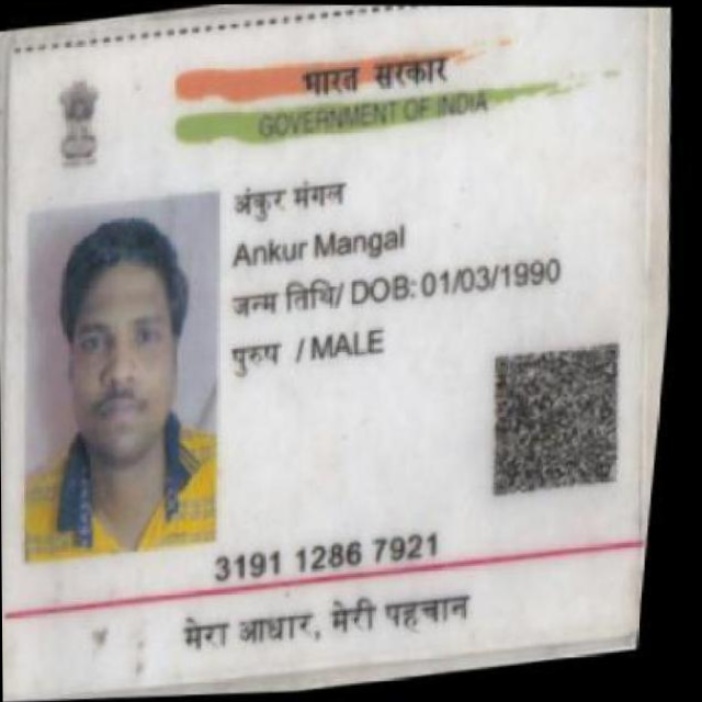 भारत सरकार
GOVERNMENT OF INDIA
अंकुर मंगल
Ankur Mangal
जन्म तिथि/ DOB: 01/03/1990
पुरुष / MALE
3191 1286 7921
मेरा आधार, मेरी पहचान